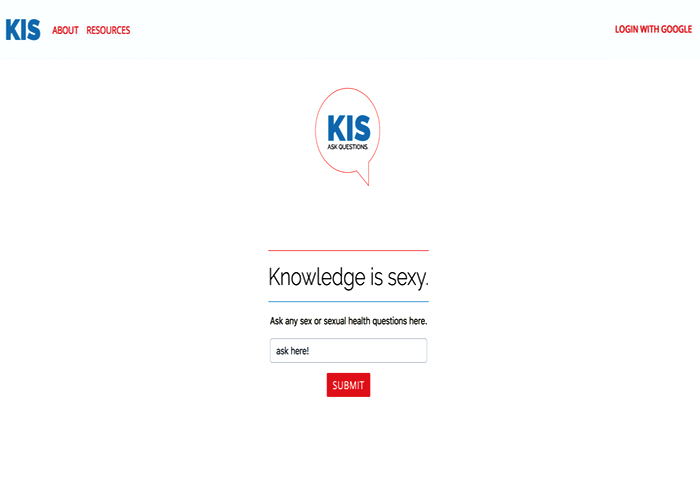 KIS ABOUT RESOURCES LOGIN WITH GOOGLE
KIS
ASK QUESTIONS.
Knowledge is sexy.
Ask any sex or sexual health questions here.
ask here!
SUBMIT